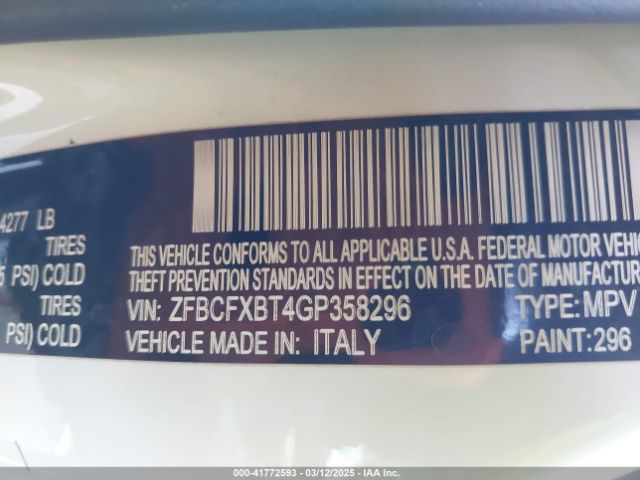 4277 LB
TIRES
5 PSI) COLD
TIRES
PSI) COLD
THIS VEHICLE CONFORMS TO ALL APPLICABLE U.S.A. FEDERAL MOTOR VEHIC
THEFT PREVENTION STANDARDS IN EFFECT ON THE DATE OF MANUFACTURE
VIN: ZFBCFXBT4GP358296 TYPE: MPV
VEHICLE MADE IN: ITALY PAINT: 296
000-41772593 - 03/12/2025 - IAA Inc.